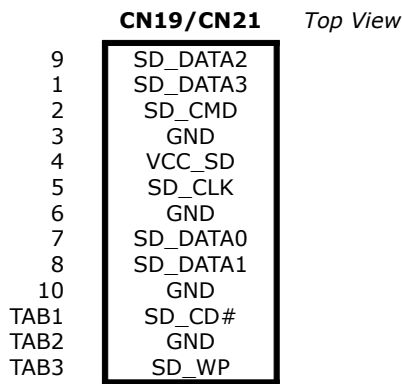 CN19/CN21 Top View
9 SD_DATA2
1 SD_DATA3
2 SD_CMD
3 GND
4 VCC_SD
5 SD_CLK
6 GND
7 SD_DATA0
8 SD_DATA1
10 GND
TAB1 SD_CD#
TAB2 GND
TAB3 SD_WP